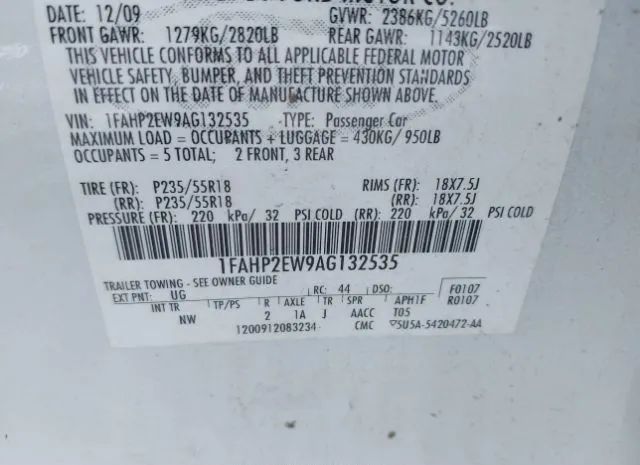 FORD MOTOR CO.
DATE: 12/09 GVWR: 2386KG/5260LB
FRONT GAWR: 1279KG/2820LB REAR GAWR: 1143KG/2520LB
THIS VEHICLE CONFORMS TO ALL APPLICABLE FEDERAL MOTOR
VEHICLE SAFETY, BUMPER, AND THEFT PREVENTION STANDARDS
IN EFFECT ON THE DATE OF MANUFACTURE SHOWN ABOVE.
VIN: 1FAHP2EW9AG132535 TYPE: Passenger Car
MAXIMUM LOAD = OCCUPANTS + LUGGAGE = 430KG/ 950LB
OCCUPANTS = 5 TOTAL; 2 FRONT, 3 REAR
TIRE (FR): P235/55R18 RIMS (FR): 18X7.5J
(RR): P235/55R18 (RR): 18X7.5J
PRESSURE (FR): 220 kPa/ 32 PSI COLD (RR): 220 kPa/ 32 PSI COLD
1FAHP2EW9AG132535
TRAILER TOWING - SEE OWNER GUIDE
EXT PNT: UG RC: 44 DSO: F0107
INT TR TP/PS R AXLE TR SPR APH1F R0107
NW 2 1A J AACC T05
1200912083234 CMC 5U5A-5420472-AA